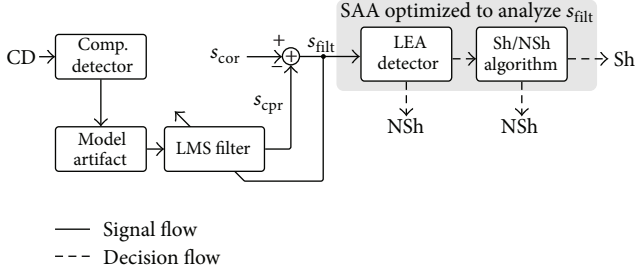 SAA optimized to analyze s_filt
CD
Comp. detector
Model artifact
LMS filter
s_cor
+
−
+
s_filt
s_cpr
LEA detector
Sh/NSh algorithm
Sh
NSh
NSh
Signal flow
Decision flow